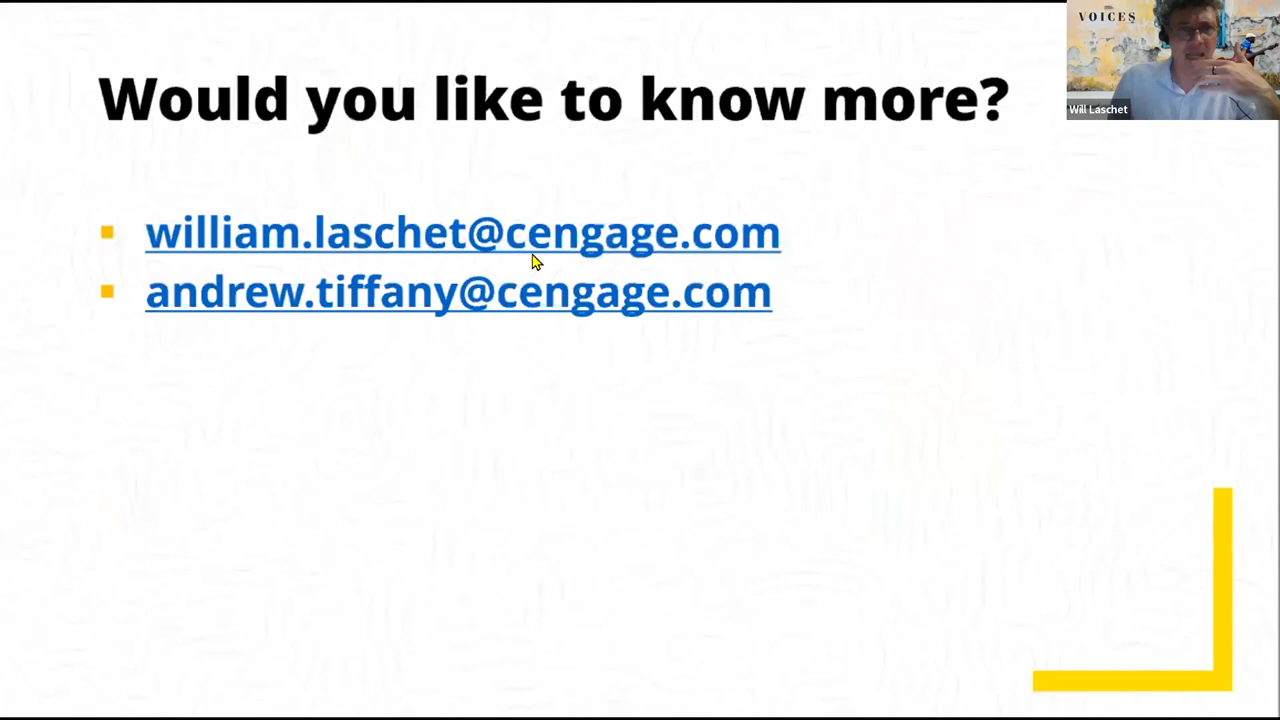 VOICES
Will Laschet
Would you like to know more?
william.laschet@cengage.com
andrew.tiffany@cengage.com